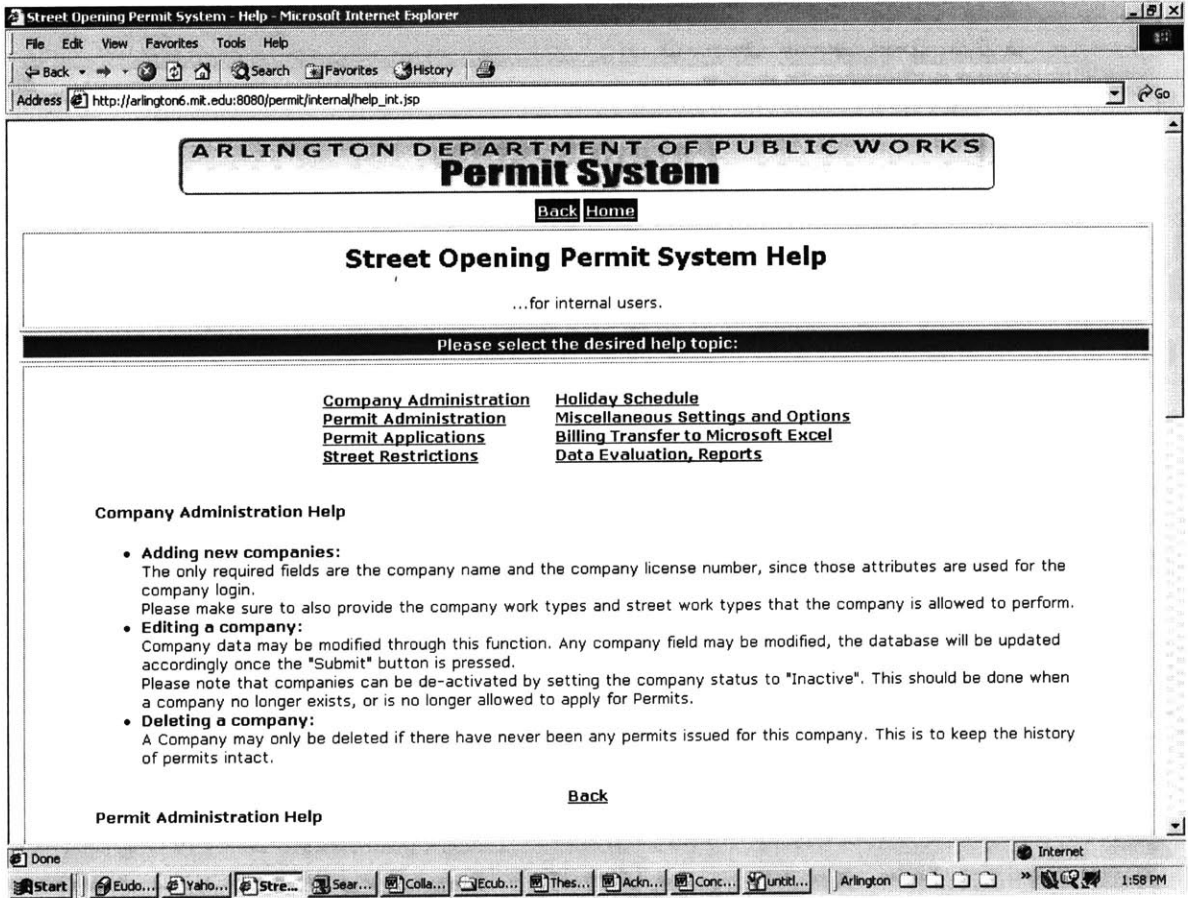 Street Opening Permit System - Help - Microsoft Internet Explorer
File Edit View Favorites Tools Help
Back Search Favorites History
Address http://arlington6.mit.edu:8080/permit/internal/help_int.jsp Go
ARLINGTON DEPARTMENT OF PUBLIC WORKS
Permit System
Back Home
Street Opening Permit System Help
...for internal users.
Please select the desired help topic:
Company Administration Holiday Schedule
Permit Administration Miscellaneous Settings and Options
Permit Applications Billing Transfer to Microsoft Excel
Street Restrictions Data Evaluation, Reports
Company Administration Help
• Adding new companies:
The only required fields are the company name and the company license number, since those attributes are used for the
company login.
Please make sure to also provide the company work types and street work types that the company is allowed to perform.
• Editing a company:
Company data may be modified through this function. Any company field may be modified, the database will be updated
accordingly once the "Submit" button is pressed.
Please note that companies can be de-activated by setting the company status to "Inactive". This should be done when
a company no longer exists, or is no longer allowed to apply for Permits.
• Deleting a company:
A Company may only be deleted if there have never been any permits issued for this company. This is to keep the history
of permits intact.
Back
Permit Administration Help
Done Internet
Start Eudo... Yaho... Stre... Sear... Colla... Ecub... Thes... Ackn... Conc... untitl... Arlington » 1:58 PM